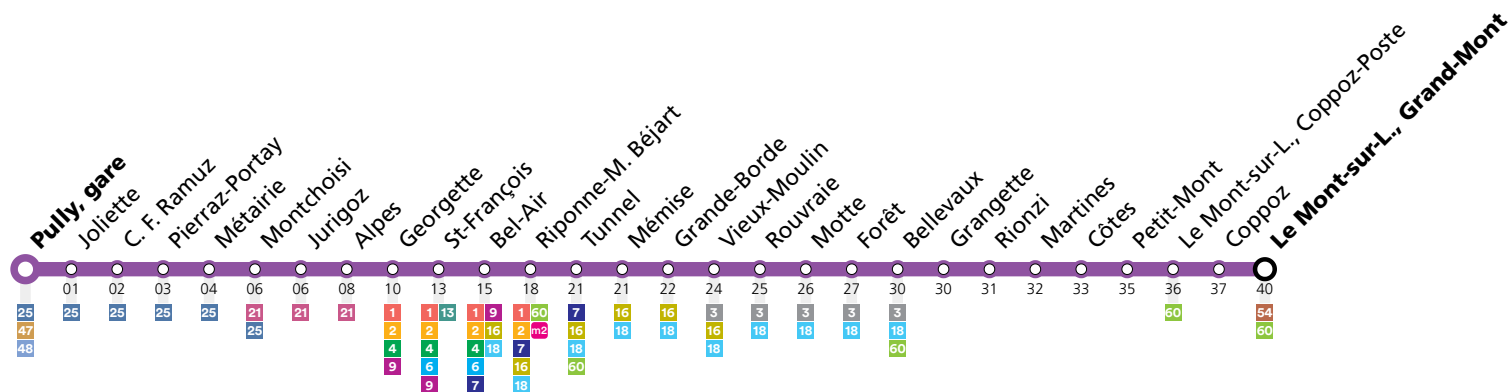 Pully, gare
Joliette
C. F. Ramuz
Pierraz-Portay
Métairie
Montchoisi
Jurigoz
Alpes
Georgette
St-François
Bel-Air
Riponne-M. Béjart
Tunnel
Mémise
Grande-Borde
Vieux-Moulin
Rouvraie
Motte
Forêt
Bellevaux
Grangette
Rionzi
Martines
Côtes
Petit-Mont
Le Mont-sur-L., Coppoz-Poste
Coppoz
Le Mont-sur-L., Grand-Mont
01 02 03 04 06 06 08 10 13 15 18 21 21 22 24 25 26 27 30 30 31 32 33 35 36 37 40
25 25 25 25 25 21 21 21 1 1 13 1 9 1 60 7 16 16 3 3 3 3 3 60 54
47 25 2 2 2 16 2 m2 16 18 18 16 18 18 18 18 60
48 4 4 4 18 7 18 18 60
9 6 6 16 60
9 7 18